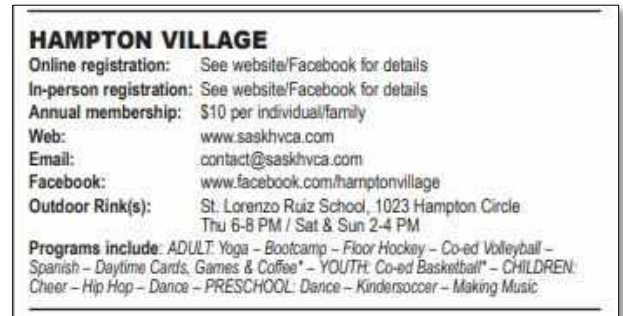 HAMPTON VILLAGE
Online registration: See website/Facebook for details
In-person registration: See website/Facebook for details
Annual membership: $10 per individual/family
Web: www.saskhvca.com
Email: contact@saskhvca.com
Facebook: www.facebook.com/hamptonvillage
Outdoor Rink(s): St. Lorenzo Ruiz School, 1023 Hampton Circle
Thu 6-8 PM / Sat & Sun 2-4 PM
Programs include: ADULT: Yoga – Bootcamp – Floor Hockey – Co-ed Volleyball –
Spanish – Daytime Cards, Games & Coffee* – YOUTH: Co-ed Basketball* – CHILDREN:
Cheer – Hip Hop – Dance – PRESCHOOL: Dance – Kindersoccer – Making Music